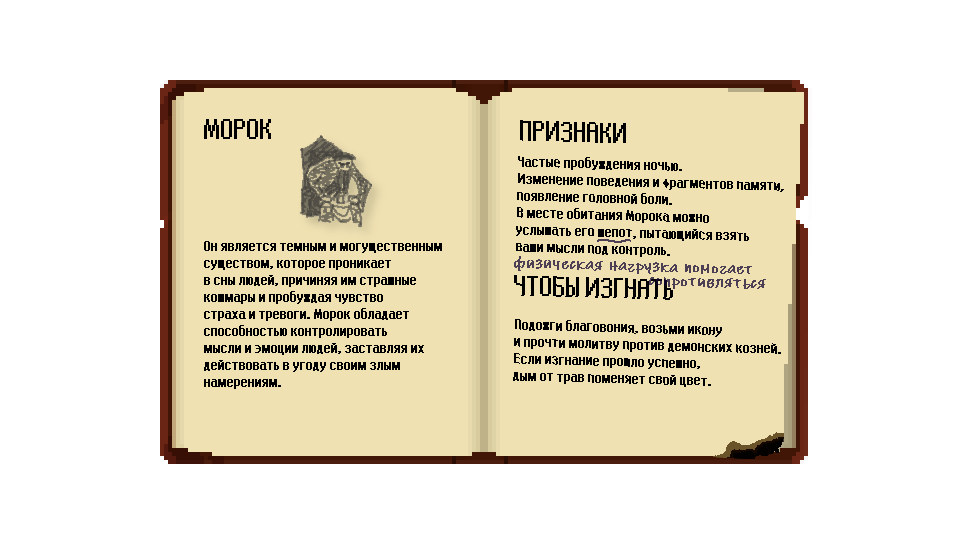 МОРОК
Он является темным и могущественным
существом, которое проникает
в сны людей, причиняя им страшные
кошмары и пробуждая чувство
страха и тревоги. Морок обладает
способностью контролировать
мысли и эмоции людей, заставляя их
действовать в угоду своим злым
намерениям.
ПРИЗНАКИ
Частые пробуждения ночью.
Изменение поведения и фрагментов памяти,
появление головной боли.
В месте обитания Морока можно
услышать его шепот, пытающийся взять
ваши мысли под контроль.
физическая нагрузка помогает
сопротивляться
ЧТОБЫ ИЗГНАТЬ
Подожги благовония, возьми икону
и прочти молитву против демонских козней.
Если изгнание прошло успешно,
дым от трав поменяет свой цвет.